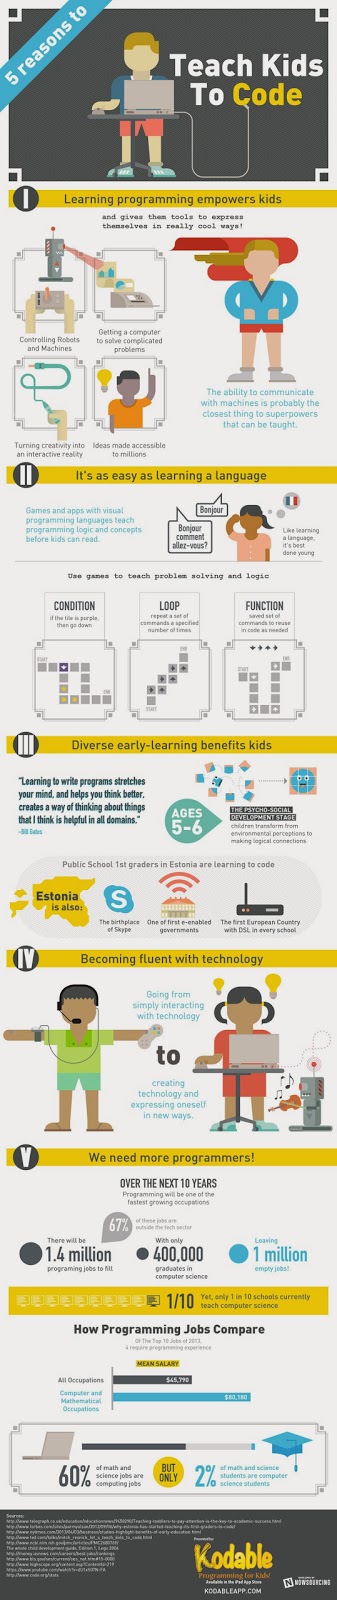 5 reasons to
Teach Kids
To Code
I
Learning programming empowers kids
and gives them tools to express
themselves in really cool ways!
Controlling Robots
and Machines
Getting a computer
to solve complicated
problems
Turning creativity into
an interactive reality
Ideas made accessible
to millions
The ability to communicate
with machines is probably the
closest thing to superpowers
that can be taught.
II
It's as easy as learning a language
Games and apps with visual
programming languages teach
programming logic and concepts
before kids can read.
Bonjour
Bonjour
comment
allez-vous?
Like learning
a language,
it's best
done young
Use games to teach problem solving and logic
CONDITION
if the tile is purple,
then go down
START
END
LOOP
repeat a set of
commands a specified
number of times
START
END
FUNCTION
saved set of
commands to reuse
in code as needed
START
END
III
Diverse early-learning benefits kids
"Learning to write programs stretches
your mind, and helps you think better,
creates a way of thinking about things
that I think is helpful in all domains."
-Bill Gates
AGES
5-6
THE PSYCHO-SOCIAL
DEVELOPMENT STAGE
children transform from
environmental perceptions to
making logical connections
Public School 1st graders in Estonia are learning to code
Estonia
is also:
The birthplace
of Skype
One of first e-enabled
governments
The first European Country
with DSL in every school
IV
Becoming fluent with technology
Going from
simply interacting
with technology
to
creating
technology and
expressing oneself
in new ways.
V
We need more programmers!
OVER THE NEXT 10 YEARS
Programming will be one of the
fastest growing occupations
67%
of these jobs are
outside the tech sector
There will be
1.4 million
programing jobs to fill
With only
400,000
graduates in
computer science
Leaving
1 million
empty jobs!
1/10
Yet, only 1 in 10 schools currently
teach computer science
How Programming Jobs Compare
Of The Top 10 Jobs of 2013,
4 require programming experience
MEAN SALARY
All Occupations
$45,790
Computer and
Mathematical
Occupations
$80,180
60%
of math and
science jobs are
computing jobs
BUT
ONLY
2%
of math and science
students are computer
science students
Sources:
Presented by
Kodable
Programming for Kids!
Available in the iPad App Store
KODABLEAPP.COM
DESIGNED BY
NOWSOURCING